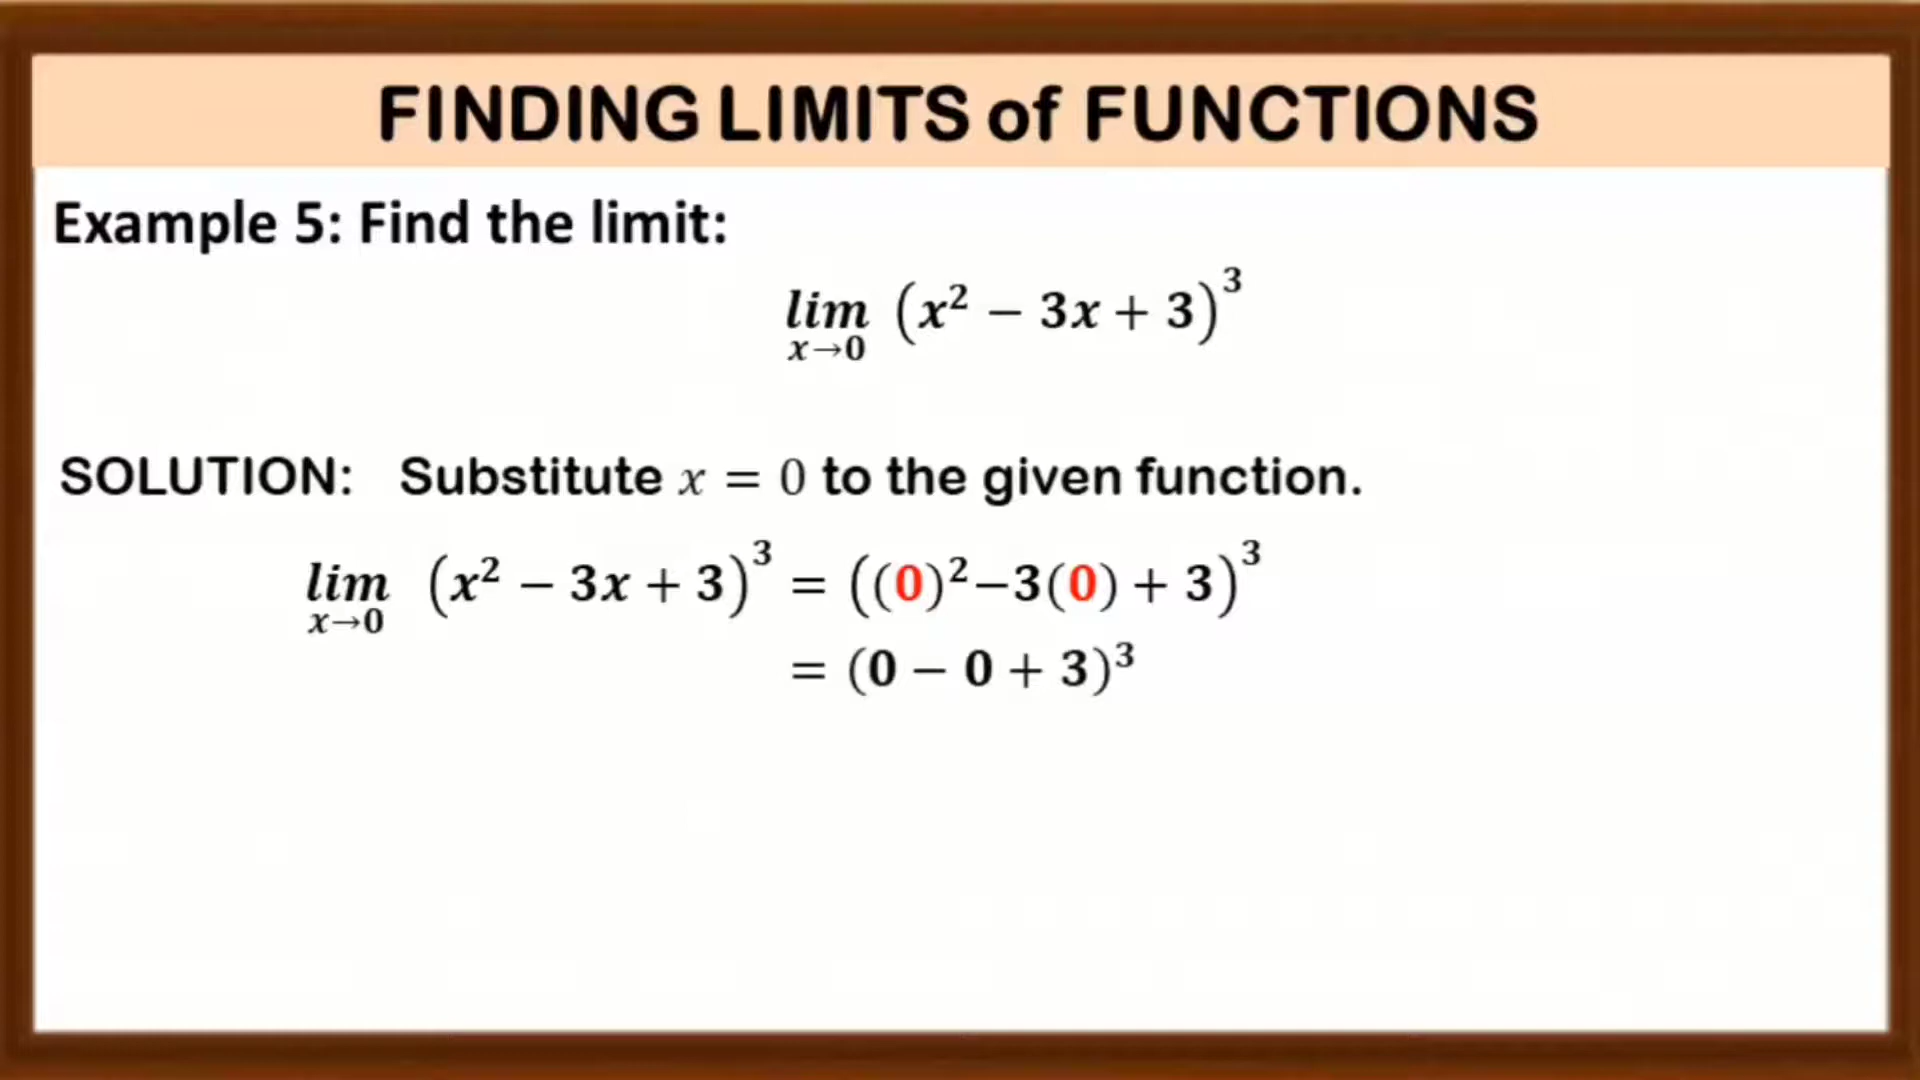 FINDING LIMITS of FUNCTIONS
Example 5: Find the limit:
lim (x² − 3x + 3)³
x→0
SOLUTION: Substitute x = 0 to the given function.
lim (x² − 3x + 3)³ = ((0)²−3(0) + 3)³
x→0
= (0 − 0 + 3)³